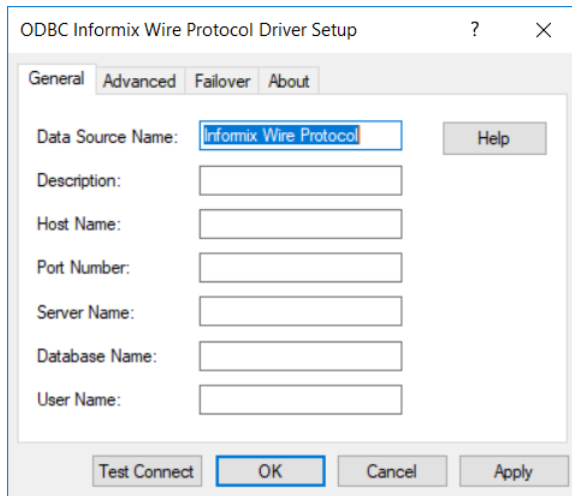 ODBC Informix Wire Protocol Driver Setup ?
General Advanced Failover About
Data Source Name: Informix Wire Protocol Help
Description:
Host Name:
Port Number:
Server Name:
Database Name:
User Name:
Test Connect OK Cancel Apply